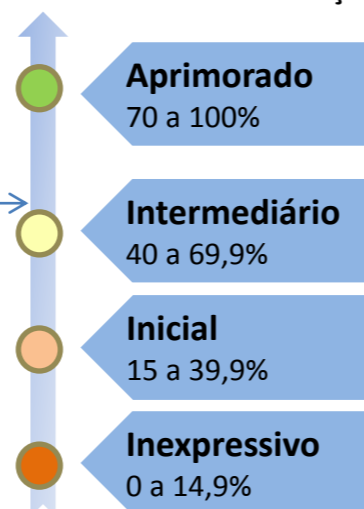 Aprimorado
70 a 100%
Intermediário
40 a 69,9%
Inicial
15 a 39,9%
Inexpressivo
0 a 14,9%